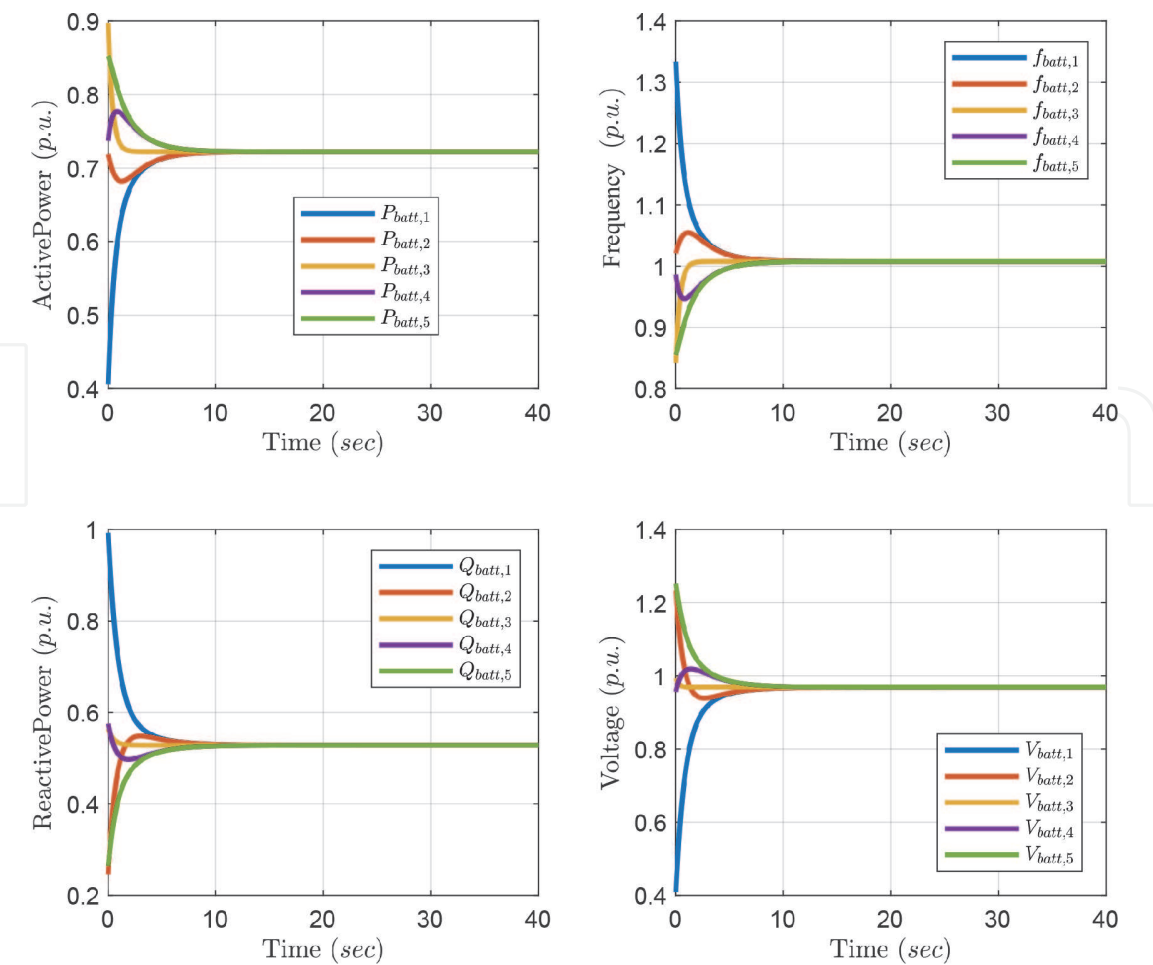 0.9
0.8
0.7
0.6
0.5
0.4
ActivePower (p.u.)
P_batt,1
P_batt,2
P_batt,3
P_batt,4
P_batt,5
0 10 20 30 40
Time (sec)
1.4
1.3
1.2
1.1
1
0.9
0.8
Frequency (p.u.)
f_batt,1
f_batt,2
f_batt,3
f_batt,4
f_batt,5
0 10 20 30 40
Time (sec)
1
0.8
0.6
0.4
0.2
ReactivePower (p.u.)
Q_batt,1
Q_batt,2
Q_batt,3
Q_batt,4
Q_batt,5
0 10 20 30 40
Time (sec)
1.4
1.2
1
0.8
0.6
0.4
Voltage (p.u.)
V_batt,1
V_batt,2
V_batt,3
V_batt,4
V_batt,5
0 10 20 30 40
Time (sec)